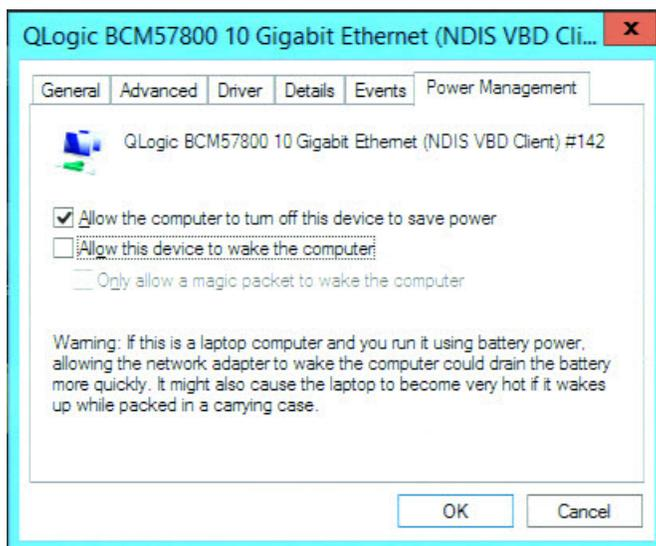 QLogic BCM57800 10 Gigabit Ethernet (NDIS VBD Cli...
x
General Advanced Driver Details Events Power Management
QLogic BCM57800 10 Gigabit Ethernet (NDIS VBD Client) #142
Allow the computer to turn off this device to save power
Allow this device to wake the computer
Only allow a magic packet to wake the computer
Warning: If this is a laptop computer and you run it using battery power,
allowing the network adapter to wake the computer could drain the battery
more quickly. It might also cause the laptop to become very hot if it wakes
up while packed in a carrying case.
OK Cancel